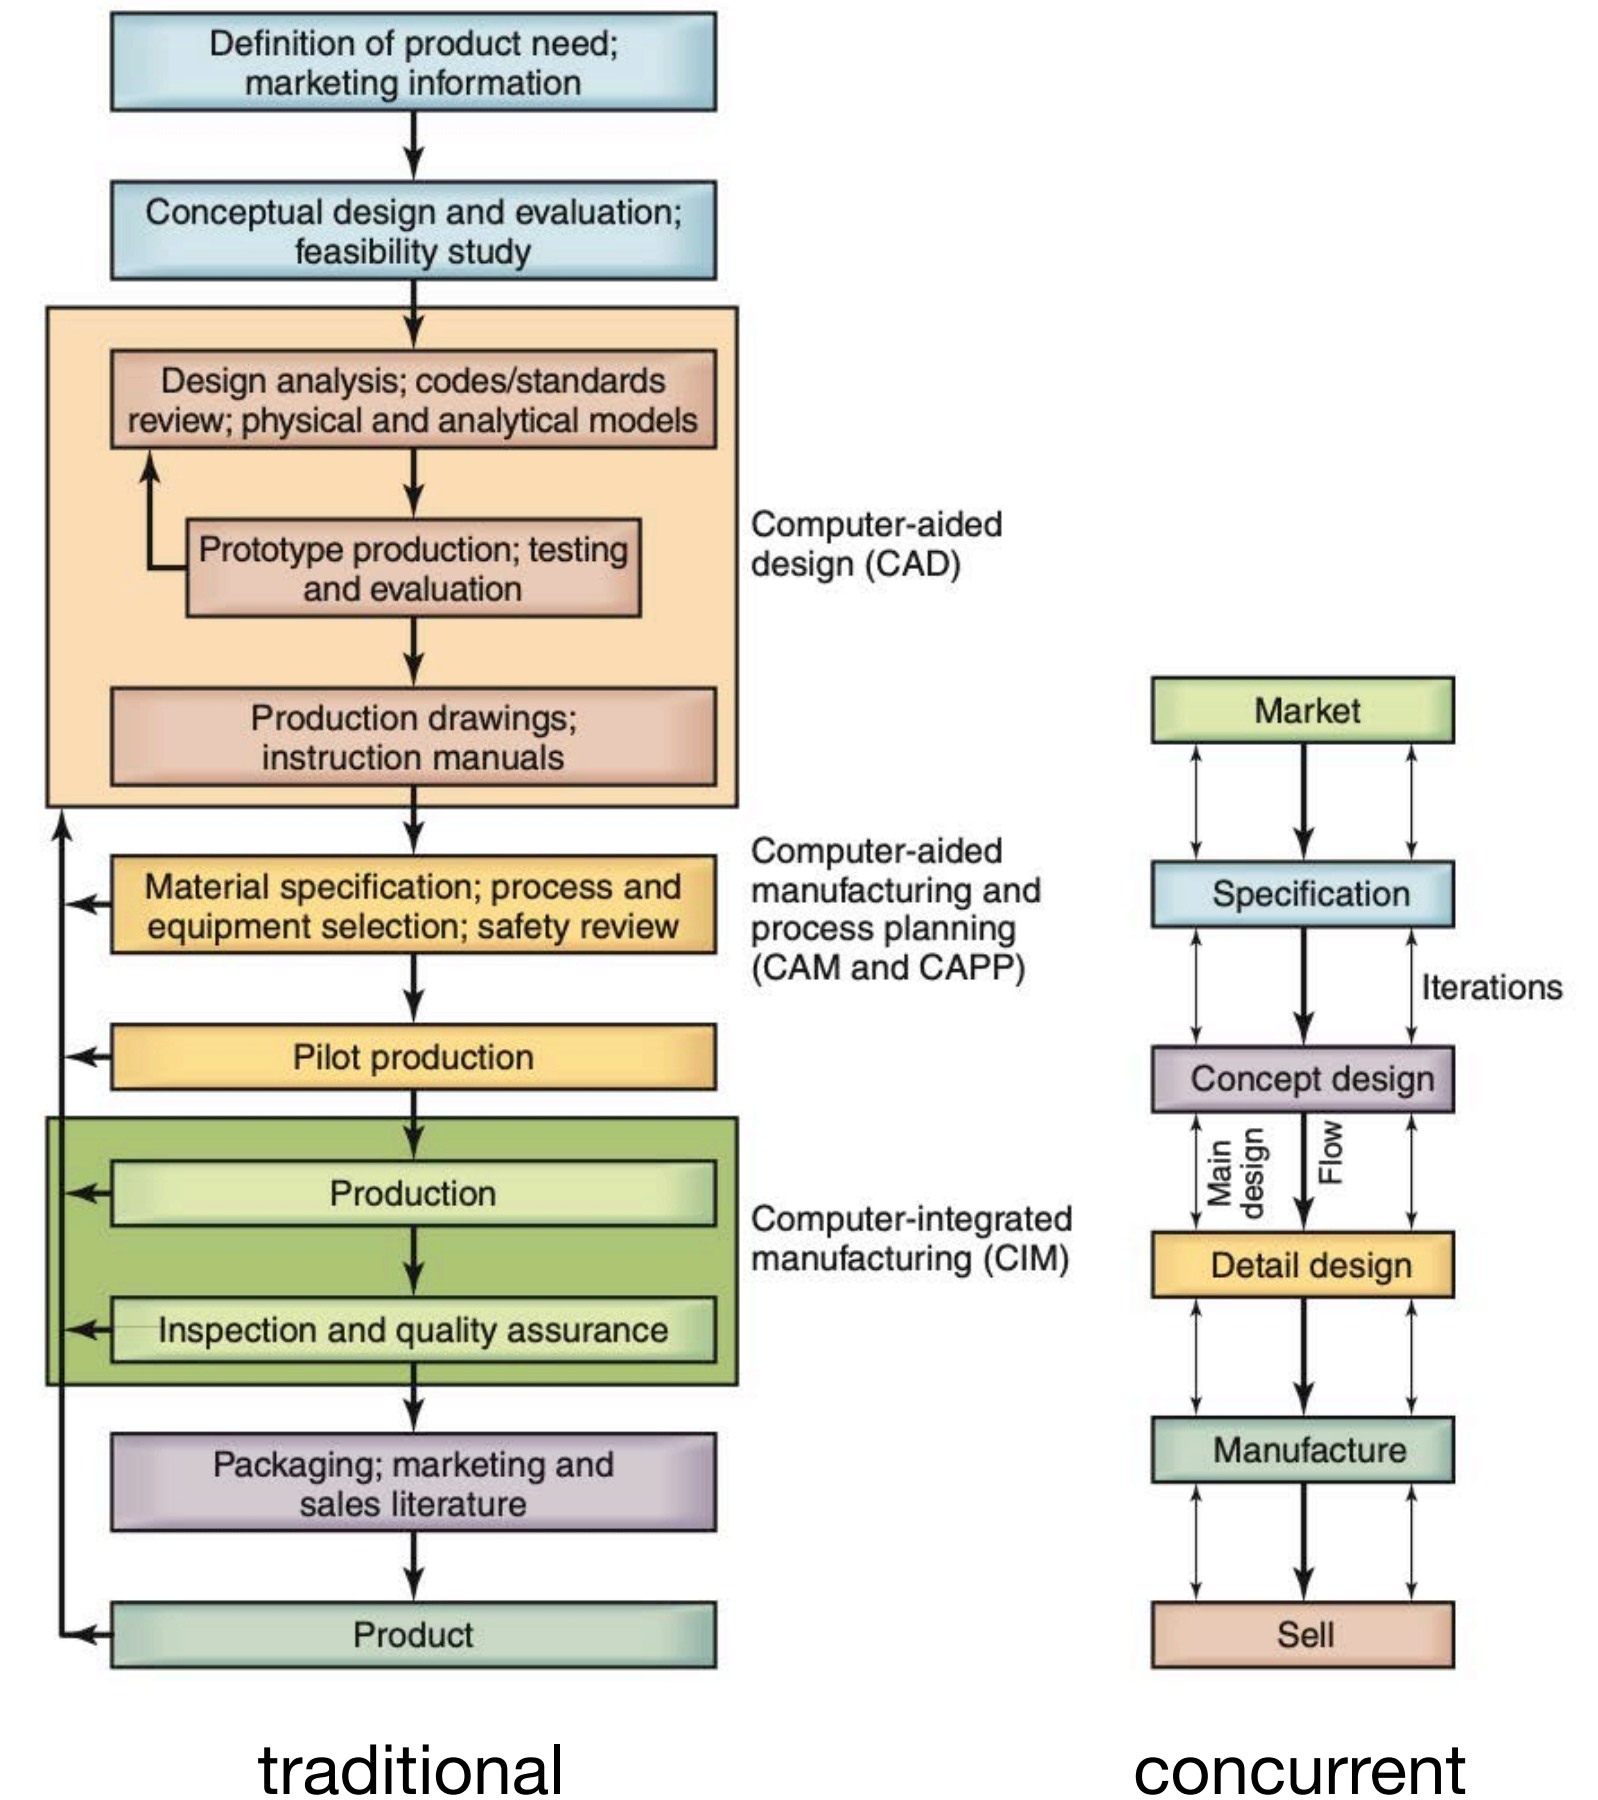 Definition of product need;
marketing information
Conceptual design and evaluation;
feasibility study
Design analysis; codes/standards
review; physical and analytical models
Prototype production; testing
and evaluation
Computer-aided
design (CAD)
Production drawings;
instruction manuals
Material specification; process and
equipment selection; safety review
Computer-aided
manufacturing and
process planning
(CAM and CAPP)
Pilot production
Production
Computer-integrated
manufacturing (CIM)
Inspection and quality assurance
Packaging; marketing and
sales literature
Product
traditional
Market
Specification
Iterations
Concept design
Main
design
Flow
Detail design
Manufacture
Sell
concurrent